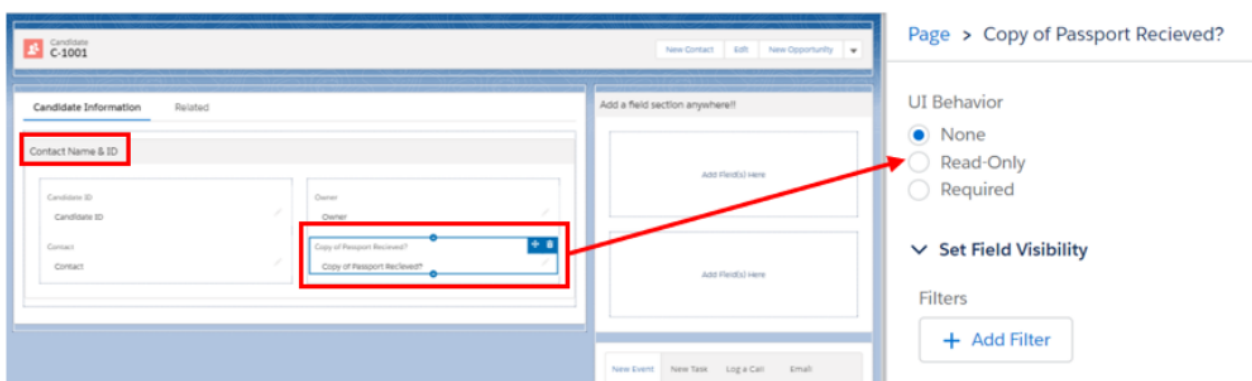 Candidate
C-1001
New Contact Edit New Opportunity
Candidate Information Related
Contact Name & ID
Candidate ID
Candidate ID
Contact
Contact
Owner
Owner
Copy of Passport Recieved?
Copy of Passport Recieved?
Add a field section anywhere!!
Add Field(s) Here
Add Field(s) Here
New Event New Task Log a Call Email
Page > Copy of Passport Recieved?
UI Behavior
None
Read-Only
Required
Set Field Visibility
Filters
+ Add Filter